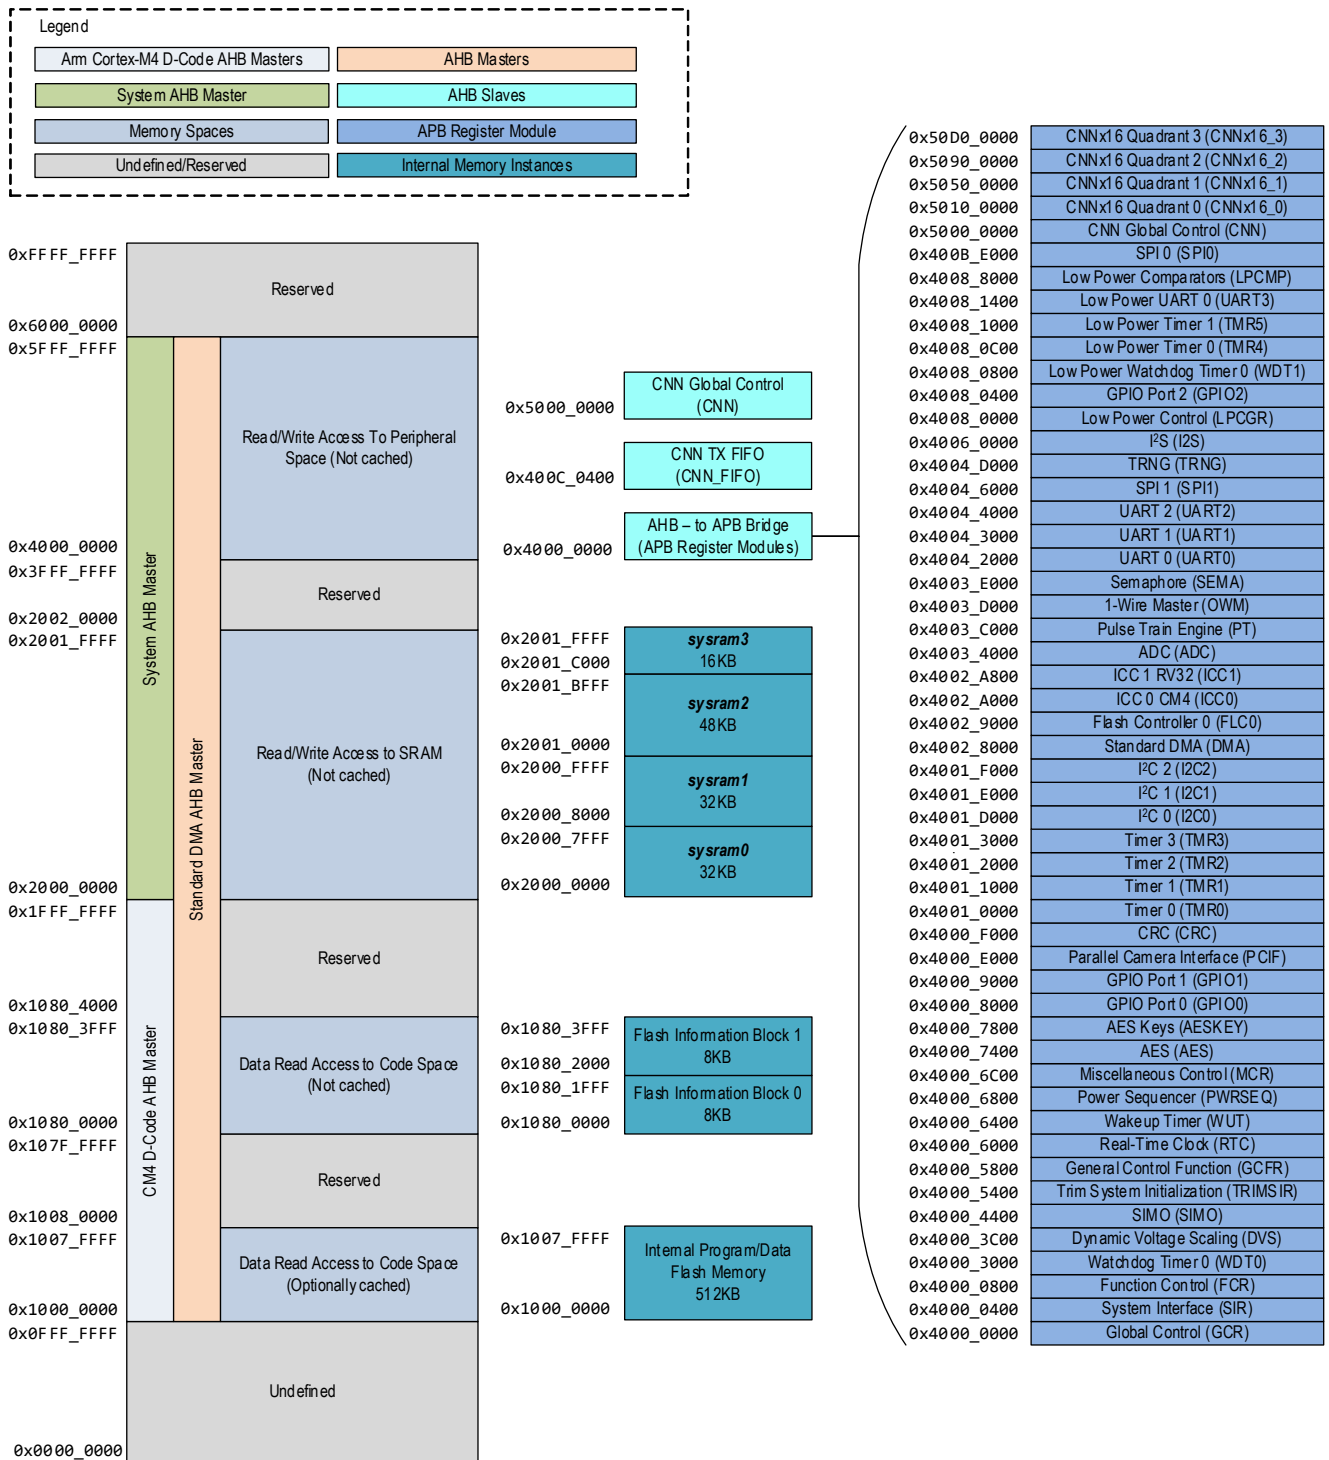 Legend
Arm Cortex-M4 D-Code AHB Masters
AHB Masters
System AHB Master
AHB Slaves
Memory Spaces
APB Register Module
Undefined/Reserved
Internal Memory Instances
0xFFFF_FFFF
Reserved
0x6000_0000
0x5FFF_FFFF
Read/Write Access To Peripheral
Space (Not cached)
0x4000_0000
0x3FFF_FFFF
Reserved
0x2002_0000
0x2001_FFFF
Read/Write Access to SRAM
(Not cached)
0x2000_0000
0x1FFF_FFFF
Reserved
0x1080_4000
0x1080_3FFF
Data Read Access to Code Space
(Not cached)
0x1080_0000
0x107F_FFFF
Reserved
0x1008_0000
0x1007_FFFF
Data Read Access to Code Space
(Optionally cached)
0x1000_0000
0x0FFF_FFFF
Undefined
0x0000_0000
System AHB Master
CM4 D-Code AHB Master
Standard DMA AHB Master
CNN Global Control
(CNN)
0x5000_0000
CNN TX FIFO
(CNN_FIFO)
0x400C_0400
AHB – to APB Bridge
(APB Register Modules)
0x4000_0000
0x2001_FFFF
sysram3
16KB
0x2001_C000
0x2001_BFFF
sysram2
48KB
0x2001_0000
0x2000_FFFF
sysram1
32KB
0x2000_8000
0x2000_7FFF
sysram0
32KB
0x2000_0000
0x1080_3FFF
Flash Information Block 1
8KB
0x1080_2000
0x1080_1FFF
Flash Information Block 0
8KB
0x1080_0000
0x1007_FFFF
Internal Program/Data
Flash Memory
512KB
0x1000_0000
0x50D0_0000 CNNx16 Quadrant 3 (CNNx16_3)
0x5090_0000 CNNx16 Quadrant 2 (CNNx16_2)
0x5050_0000 CNNx16 Quadrant 1 (CNNx16_1)
0x5010_0000 CNNx16 Quadrant 0 (CNNx16_0)
0x5000_0000 CNN Global Control (CNN)
0x400B_E000 SPI 0 (SPI0)
0x4008_8000 Low Power Comparators (LPCMP)
0x4008_1400 Low Power UART 0 (UART3)
0x4008_1000 Low Power Timer 1 (TMR5)
0x4008_0C00 Low Power Timer 0 (TMR4)
0x4008_0800 Low Power Watchdog Timer 0 (WDT1)
0x4008_0400 GPIO Port 2 (GPIO2)
0x4008_0000 Low Power Control (LPCGR)
0x4006_0000 I²S (I2S)
0x4004_D000 TRNG (TRNG)
0x4004_6000 SPI 1 (SPI1)
0x4004_4000 UART 2 (UART2)
0x4004_3000 UART 1 (UART1)
0x4004_2000 UART 0 (UART0)
0x4003_E000 Semaphore (SEMA)
0x4003_D000 1-Wire Master (OWM)
0x4003_C000 Pulse Train Engine (PT)
0x4003_4000 ADC (ADC)
0x4002_A800 ICC 1 RV32 (ICC1)
0x4002_A000 ICC 0 CM4 (ICC0)
0x4002_9000 Flash Controller 0 (FLC0)
0x4002_8000 Standard DMA (DMA)
0x4001_F000 I²C 2 (I2C2)
0x4001_E000 I²C 1 (I2C1)
0x4001_D000 I²C 0 (I2C0)
0x4001_3000 Timer 3 (TMR3)
0x4001_2000 Timer 2 (TMR2)
0x4001_1000 Timer 1 (TMR1)
0x4001_0000 Timer 0 (TMR0)
0x4000_F000 CRC (CRC)
0x4000_E000 Parallel Camera Interface (PCIF)
0x4000_9000 GPIO Port 1 (GPIO1)
0x4000_8000 GPIO Port 0 (GPIO0)
0x4000_7800 AES Keys (AESKEY)
0x4000_7400 AES (AES)
0x4000_6C00 Miscellaneous Control (MCR)
0x4000_6800 Power Sequencer (PWRSEQ)
0x4000_6400 Wakeup Timer (WUT)
0x4000_6000 Real-Time Clock (RTC)
0x4000_5800 General Control Function (GCFR)
0x4000_5400 Trim System Initialization (TRIMSIR)
0x4000_4400 SIMO (SIMO)
0x4000_3C00 Dynamic Voltage Scaling (DVS)
0x4000_3000 Watchdog Timer 0 (WDT0)
0x4000_0800 Function Control (FCR)
0x4000_0400 System Interface (SIR)
0x4000_0000 Global Control (GCR)